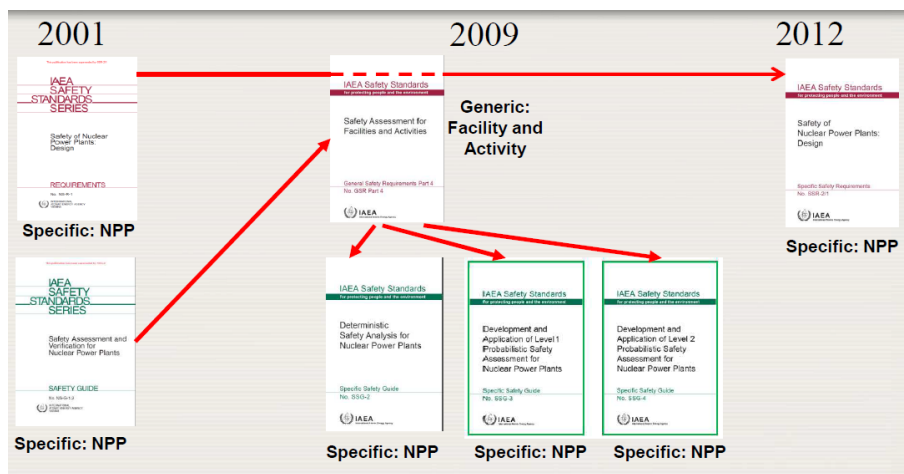 2001
2009
2012
IAEA
SAFETY
STANDARDS
SERIES
Safety of Nuclear
Power Plants:
Design
REQUIREMENTS
No. NS-R-1
Specific: NPP
IAEA Safety Standards
for protecting people and the environment
Safety Assessment for
Facilities and Activities
General Safety Requirements Part 4
No. GSR Part 4
IAEA
Generic:
Facility and
Activity
IAEA Safety Standards
for protecting people and the environment
Safety of
Nuclear Power Plants:
Design
Specific Safety Requirements
No. SSR-2/1
IAEA
Specific: NPP
IAEA
SAFETY
STANDARDS
SERIES
Safety Assessment and
Verification for
Nuclear Power Plants
SAFETY GUIDE
Specific: NPP
IAEA Safety Standards
for protecting people and the environment
Deterministic
Safety Analysis for
Nuclear Power Plants
Specific Safety Guide
No. SSG-2
IAEA
Specific: NPP
IAEA Safety Standards
for protecting people and the environment
Development and
Application of Level 1
Probabilistic Safety
Assessment for
Nuclear Power Plants
Specific Safety Guide
No. SSG-3
IAEA
Specific: NPP
IAEA Safety Standards
for protecting people and the environment
Development and
Application of Level 2
Probabilistic Safety
Assessment for
Nuclear Power Plants
Specific Safety Guide
No. SSG-4
IAEA
Specific: NPP